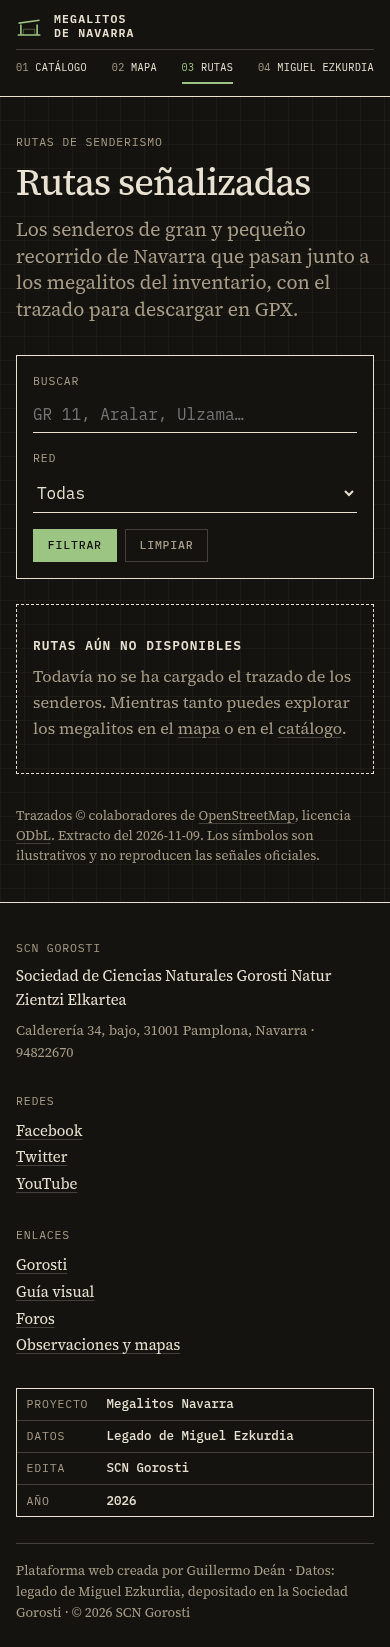 MEGALITOS
DE NAVARRA
01 CATÁLOGO 02 MAPA 03 RUTAS 04 MIGUEL EZKURDIA
RUTAS DE SENDERISMO
Rutas señalizadas
Los senderos de gran y pequeño
recorrido de Navarra que pasan junto a
los megalitos del inventario, con el
trazado para descargar en GPX.
BUSCAR
GR 11, Aralar, Ulzama…
RED
Todas
FILTRAR LIMPIAR
RUTAS AÚN NO DISPONIBLES
Todavía no se ha cargado el trazado de los
senderos. Mientras tanto puedes explorar
los megalitos en el mapa o en el catálogo.
Trazados © colaboradores de OpenStreetMap, licencia
ODbL. Extracto del 2026-11-09. Los símbolos son
ilustrativos y no reproducen las señales oficiales.
SCN GOROSTI
Sociedad de Ciencias Naturales Gorosti Natur
Zientzi Elkartea
Calderería 34, bajo, 31001 Pamplona, Navarra ·
94822670
REDES
Facebook
Twitter
YouTube
ENLACES
Gorosti
Guía visual
Foros
Observaciones y mapas
PROYECTO Megalitos Navarra
DATOS Legado de Miguel Ezkurdia
EDITA SCN Gorosti
AÑO 2026
Plataforma web creada por Guillermo Deán · Datos:
legado de Miguel Ezkurdia, depositado en la Sociedad
Gorosti · © 2026 SCN Gorosti